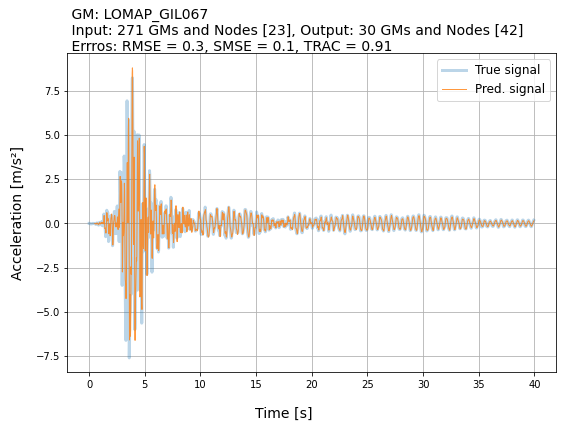 GM: LOMAP_GIL067
Input: 271 GMs and Nodes [23], Output: 30 GMs and Nodes [42]
Errros: RMSE = 0.3, SMSE = 0.1, TRAC = 0.91
True signal
Pred. signal
Acceleration [m/s²]
7.5
5.0
2.5
0.0
−2.5
−5.0
−7.5
0 5 10 15 20 25 30 35 40
Time [s]